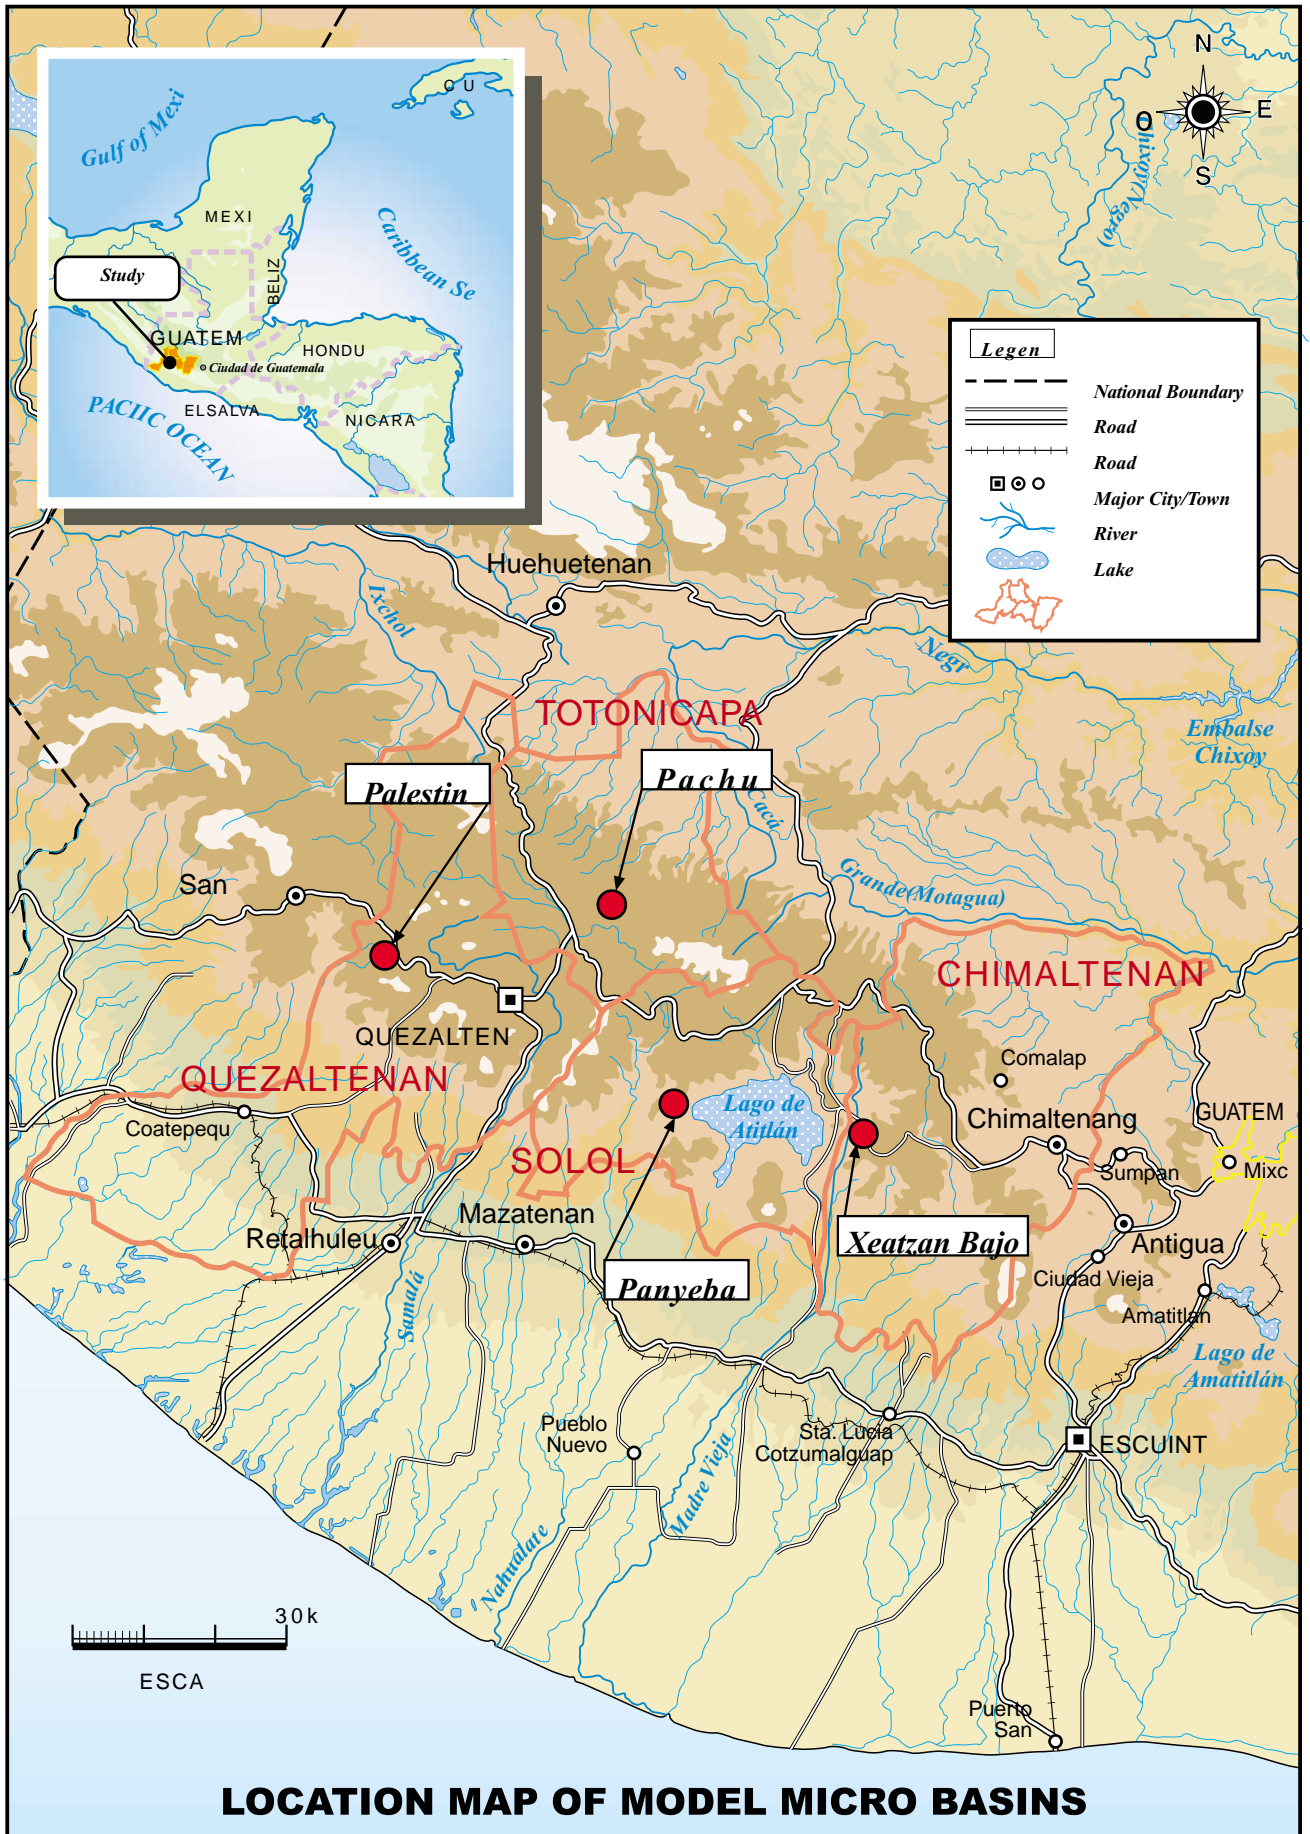 C U
Gulf of Mexi
MEXI
Caribbean Se
BELIZ
Study
GUATEM
HONDU
Ciudad de Guatemala
ELSALVA
NICARA
PACIIC OCEAN
N
O
E
S
Chixoy(Negro)
Legen
National Boundary
Road
Road
Major City/Town
River
Lake
Huehuetenan
Ixchol
Negr
TOTONICAPA
Embalse
Chixoy
Pachu
Palestin
Cacá
San
Grande(Motagua)
CHIMALTENAN
QUEZALTEN
Comalap
QUEZALTENAN
Lago de
Atitlán
Chimaltenang
GUATEM
Coatepequ
SOLOL
Sumpan
Mixc
Mazatenan
Retalhuleu
Xeatzan Bajo
Antigua
Ciudad Vieja
Panyeba
Samalá
Amatitlan
Lago de
Amatitlán
Pueblo
Nuevo
Sta. Lucia
Cotzumalguap
Madre Vieja
ESCUINT
Nahualate
30k
ESCA
Puerto
San
LOCATION MAP OF MODEL MICRO BASINS